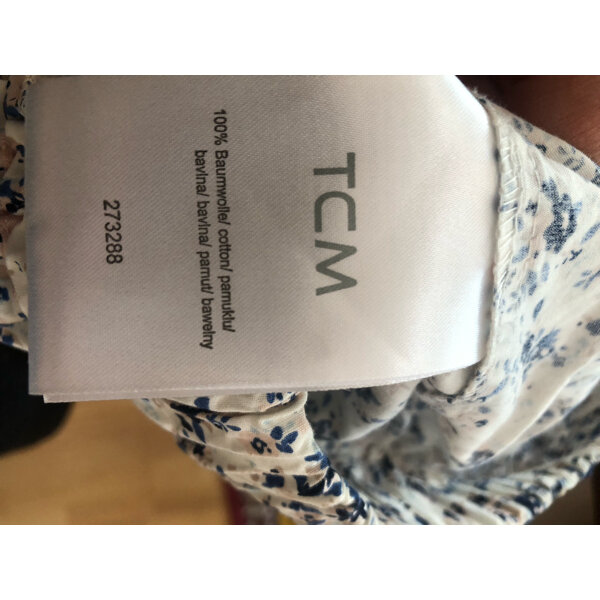 TCM
100% Baumwolle/ cotton/ pamuklu/
bavlna/ bavlna/ pamut/ bawełny
273288